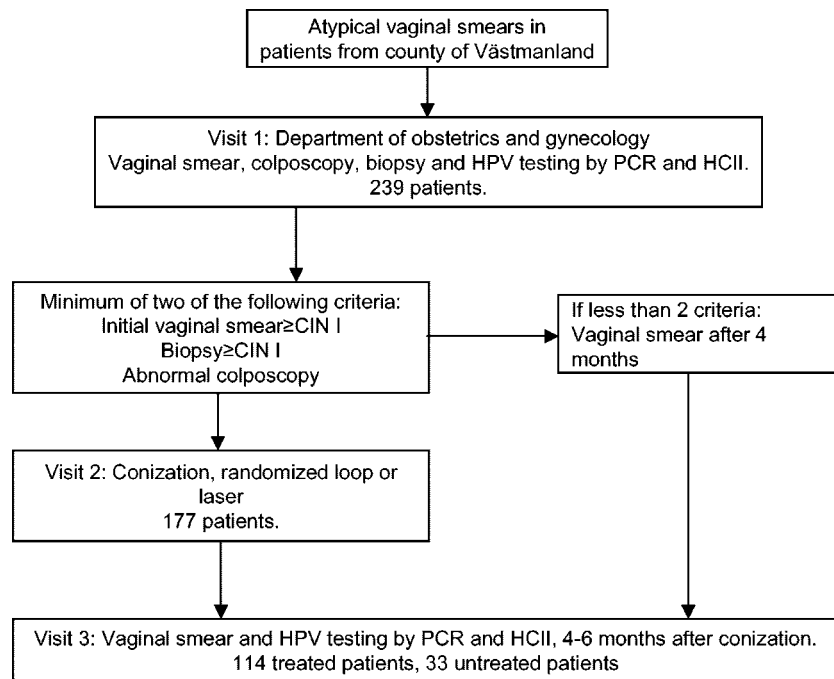 Atypical vaginal smears in
patients from county of Västmanland
Visit 1: Department of obstetrics and gynecology
Vaginal smear, colposcopy, biopsy and HPV testing by PCR and HCII.
239 patients.
Minimum of two of the following criteria:
Initial vaginal smear≥CIN I
Biopsy≥CIN I
Abnormal colposcopy
If less than 2 criteria:
Vaginal smear after 4
months
Visit 2: Conization, randomized loop or
laser
177 patients.
Visit 3: Vaginal smear and HPV testing by PCR and HCII, 4-6 months after conization.
114 treated patients, 33 untreated patients